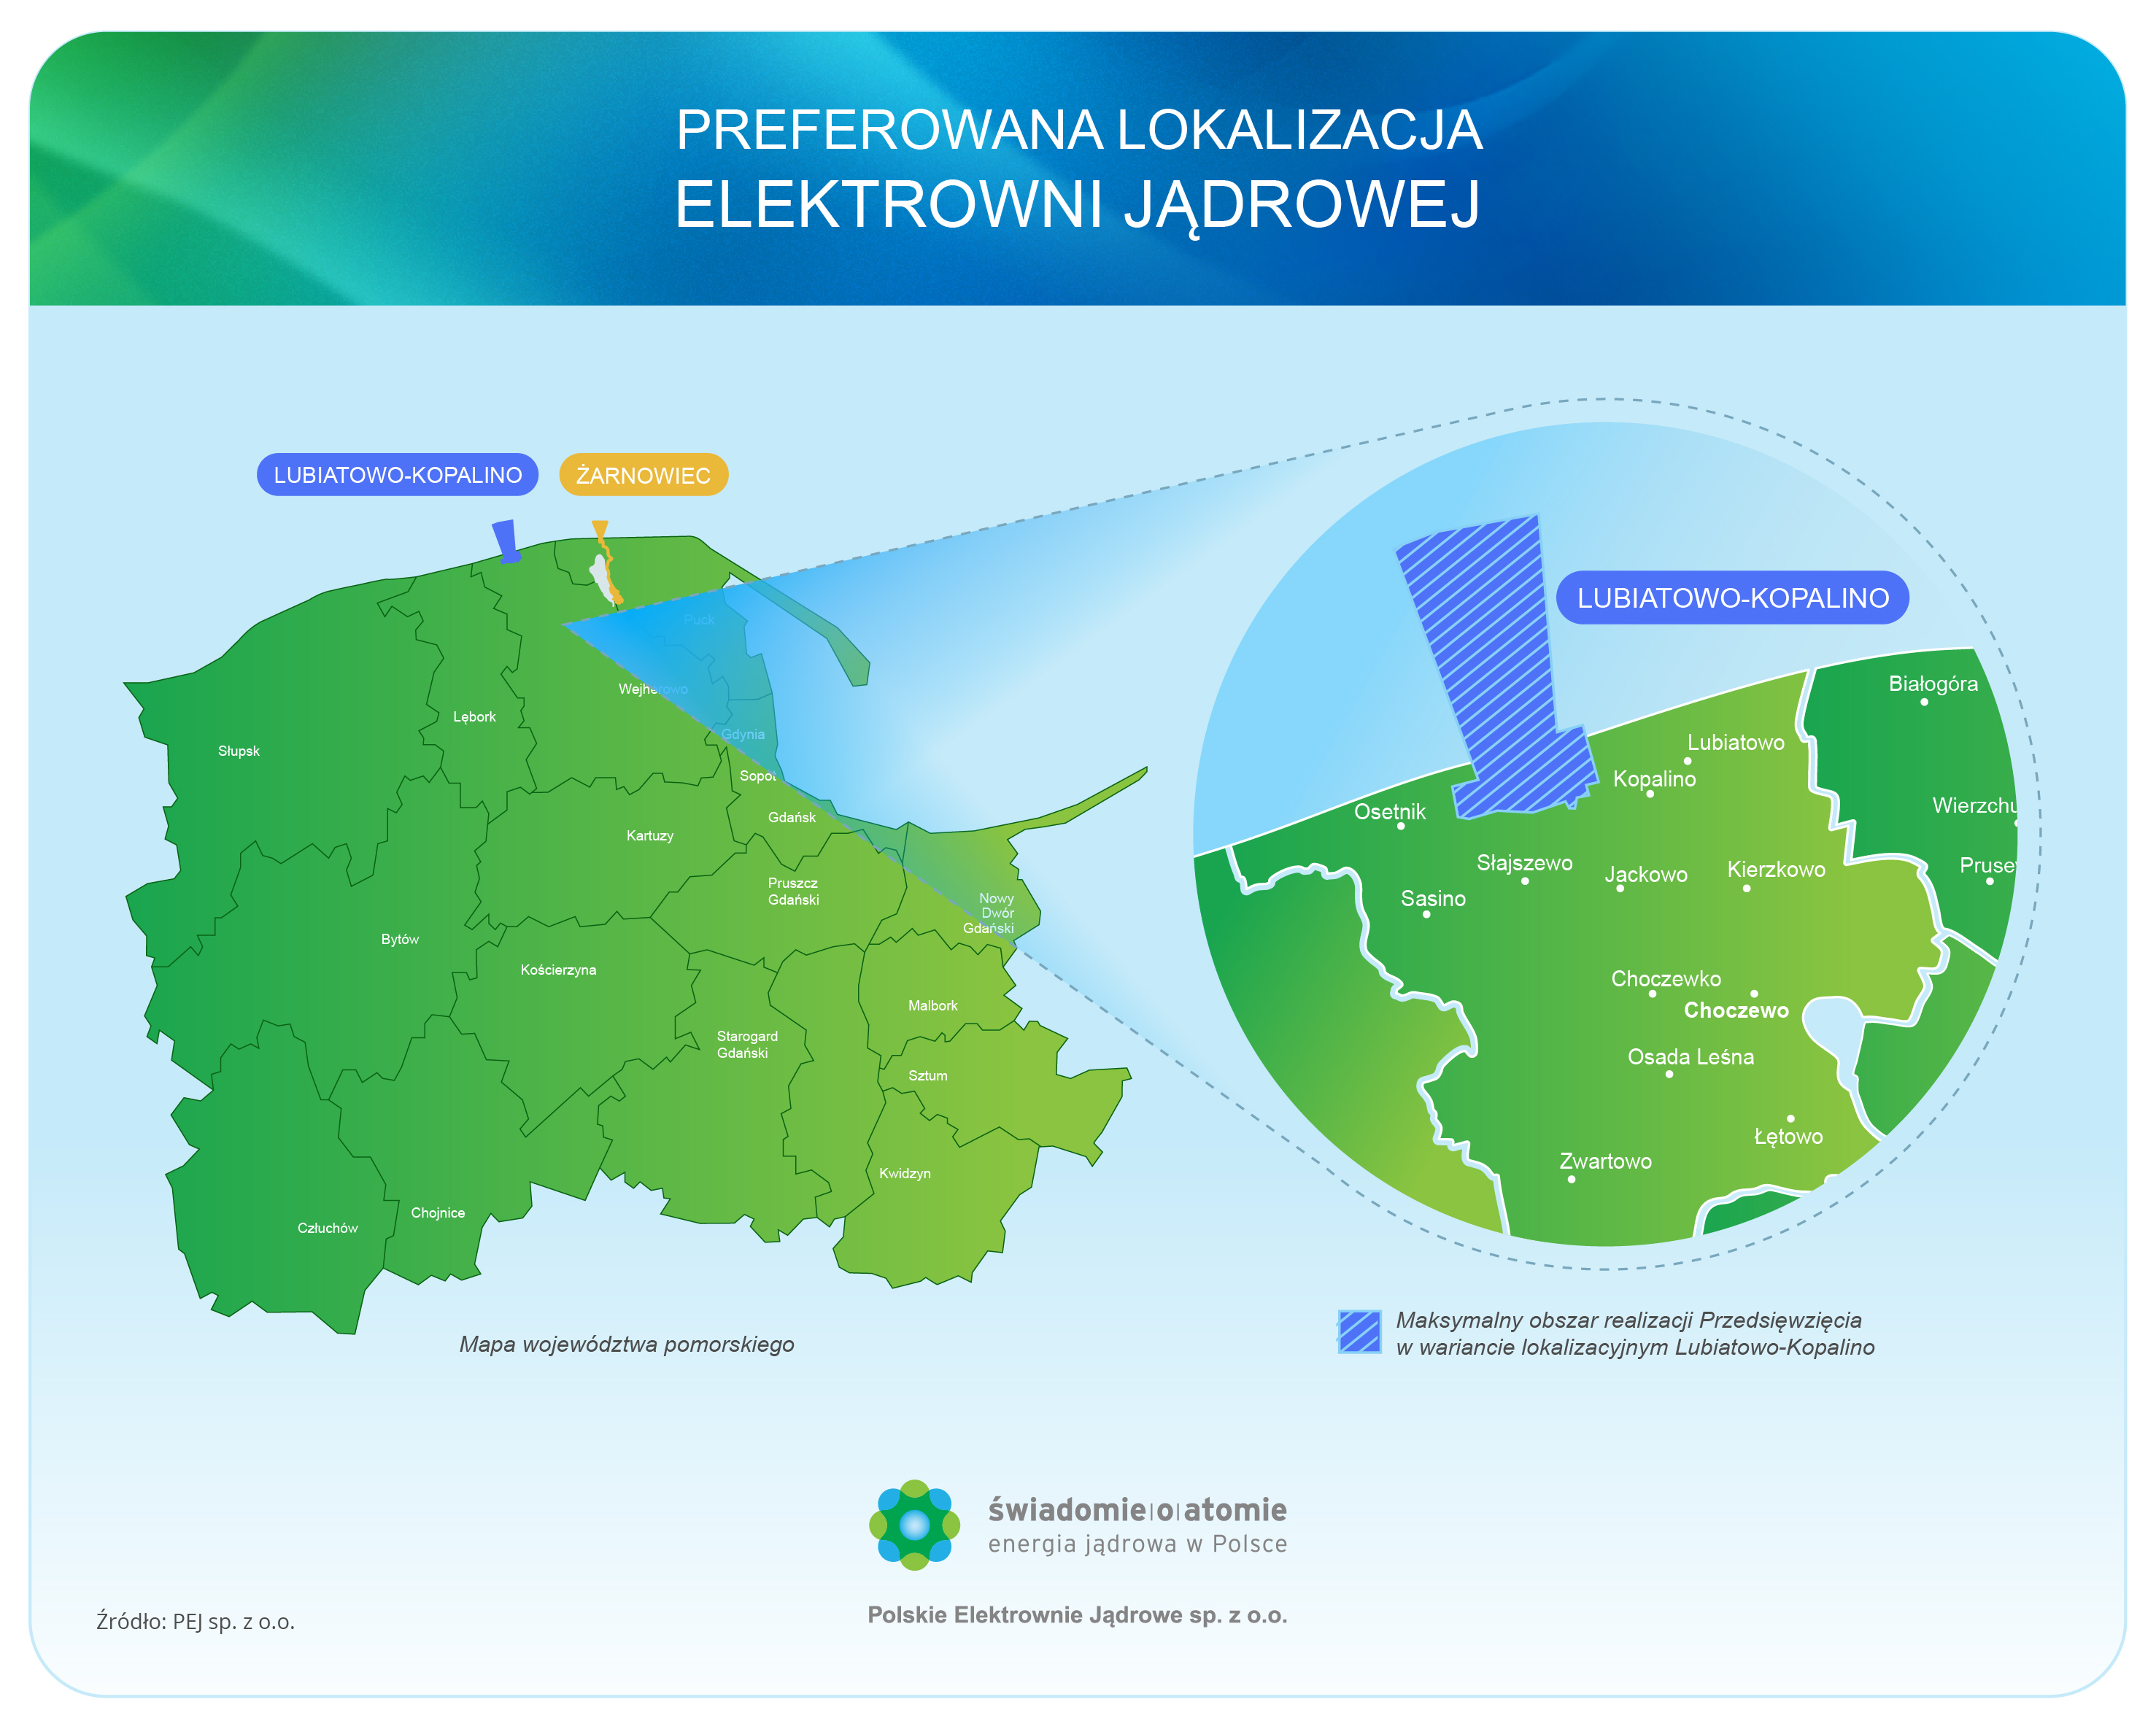 PREFEROWANA LOKALIZACJA
ELEKTROWNI JĄDROWEJ
LUBIATOWO-KOPALINO
ŻARNOWIEC
Puck
Wejherowo
Lębork
Gdynia
Słupsk
Sopot
Gdańsk
Kartuzy
Pruszcz
Gdański
Nowy
Dwór
Gdański
Bytów
Kościerzyna
Malbork
Starogard
Gdański
Sztum
Kwidzyn
Chojnice
Człuchów
Mapa województwa pomorskiego
LUBIATOWO-KOPALINO
Białogóra
Lubiatowo
Kopalino
Wierzchu
Osetnik
Słajszewo
Jackowo
Kierzkowo
Prusew
Sasino
Choczewko
Choczewo
Osada Leśna
Łętowo
Zwartowo
Maksymalny obszar realizacji Przedsięwzięcia
w wariancie lokalizacyjnym Lubiatowo-Kopalino
świadomie|o|atomie
energia jądrowa w Polsce
Polskie Elektrownie Jądrowe sp. z o.o.
Źródło: PEJ sp. z o.o.